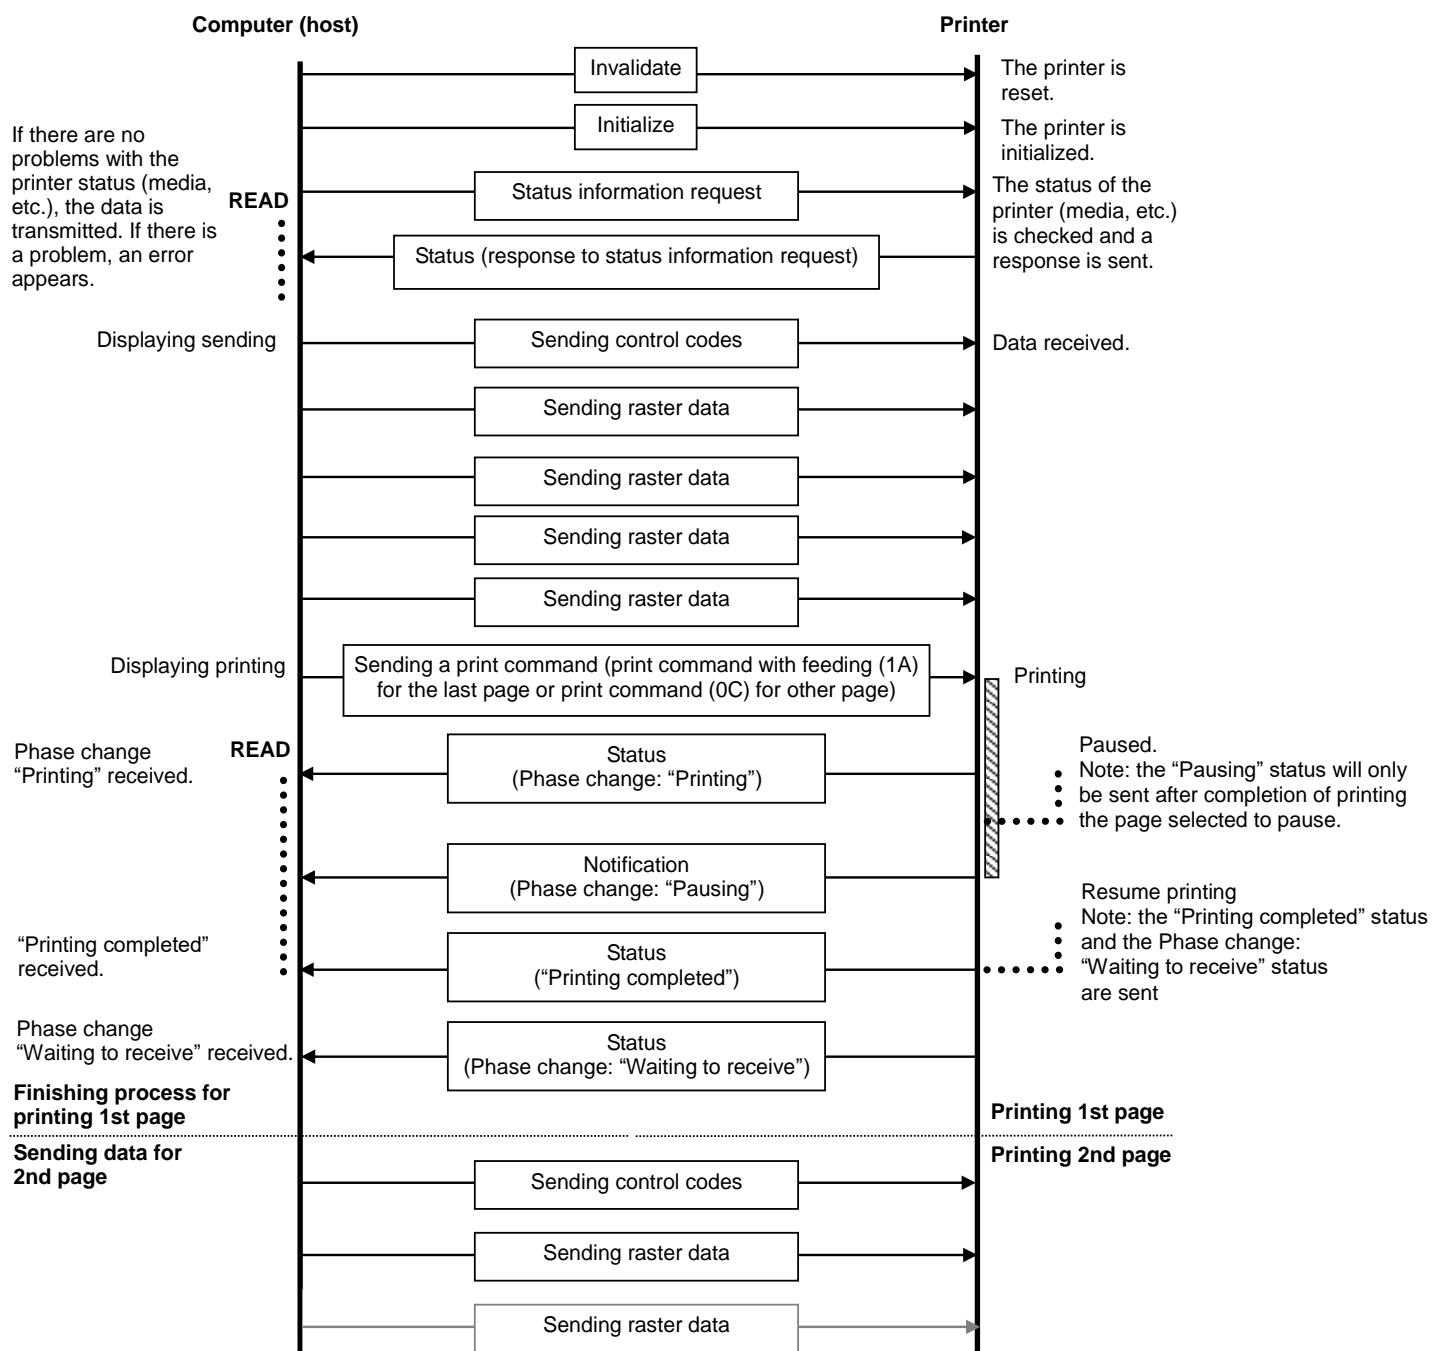 Computer (host)
Printer
Invalidate
The printer is
reset.
Initialize
The printer is
initialized.
If there are no
problems with the
printer status (media,
etc.), the data is
transmitted. If there is
a problem, an error
appears.
READ
Status information request
The status of the
printer (media, etc.)
is checked and a
response is sent.
Status (response to status information request)
Displaying sending
Sending control codes
Data received.
Sending raster data
Sending raster data
Sending raster data
Sending raster data
Displaying printing
Sending a print command (print command with feeding (1A)
for the last page or print command (0C) for other page)
Printing
Phase change
“Printing” received.
READ
Status
(Phase change: “Printing”)
Paused.
Note: the “Pausing” status will only
be sent after completion of printing
the page selected to pause.
Notification
(Phase change: “Pausing”)
Resume printing
Note: the “Printing completed” status
and the Phase change:
“Waiting to receive” status
are sent
“Printing completed”
received.
Status
(“Printing completed”)
Phase change
“Waiting to receive” received.
Status
(Phase change: “Waiting to receive”)
Finishing process for
printing 1st page
Printing 1st page
Sending data for
2nd page
Printing 2nd page
Sending control codes
Sending raster data
Sending raster data